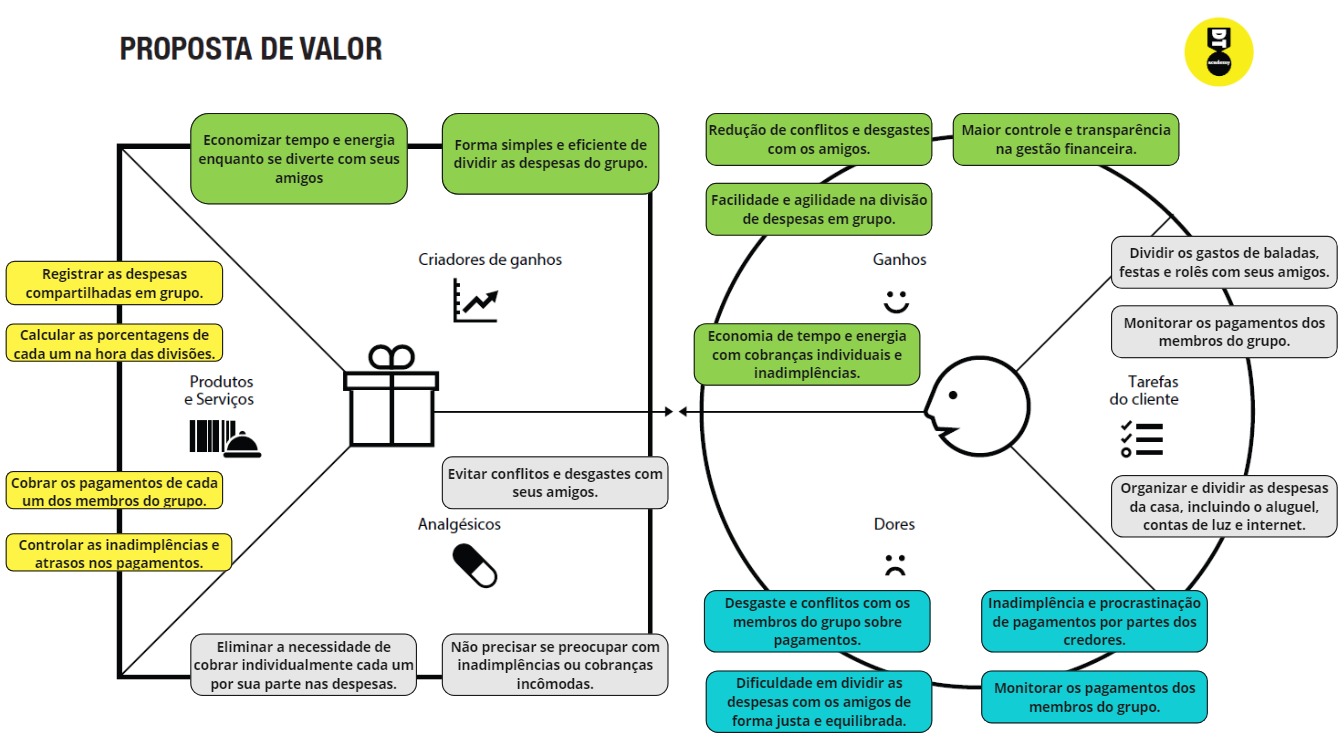 PROPOSTA DE VALOR
DT
academy
Economizar tempo e energia
enquanto se diverte com seus
amigos
Forma simples e eficiente de
dividir as despesas do grupo.
Criadores de ganhos
Registrar as despesas
compartilhadas em grupo.
Calcular as porcentagens de
cada um na hora das divisões.
Produtos
e Serviços
Cobrar os pagamentos de cada
um dos membros do grupo.
Controlar as inadimplências e
atrasos nos pagamentos.
Evitar conflitos e desgastes com
seus amigos.
Analgésicos
Eliminar a necessidade de
cobrar individualmente cada um
por sua parte nas despesas.
Não precisar se preocupar com
inadimplências ou cobranças
incômodas.
Redução de conflitos e desgastes
com os amigos.
Maior controle e transparência
na gestão financeira.
Facilidade e agilidade na divisão
de despesas em grupo.
Ganhos
Economia de tempo e energia
com cobranças individuais e
inadimplências.
Dividir os gastos de baladas,
festas e rolês com seus amigos.
Monitorar os pagamentos dos
membros do grupo.
Tarefas
do cliente
Organizar e dividir as despesas
da casa, incluindo o aluguel,
contas de luz e internet.
Dores
Desgaste e conflitos com os
membros do grupo sobre
pagamentos.
Inadimplência e procrastinação
de pagamentos por partes dos
credores.
Dificuldade em dividir as
despesas com os amigos de
forma justa e equilibrada.
Monitorar os pagamentos dos
membros do grupo.